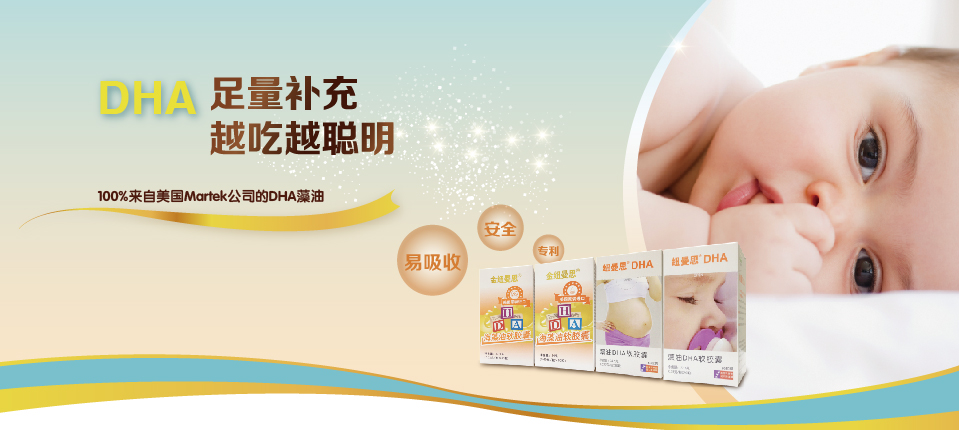 DHA
足量补充
越吃越聪明
100%来自美国Martek公司的DHA藻油
易吸收
安全
专利
金纽曼思
D
H
A
海藻油软胶囊
金纽曼思
D
H
A
海藻油软胶囊
纽曼思® DHA
藻油DHA软胶囊
纽曼思® DHA
藻油DHA软胶囊